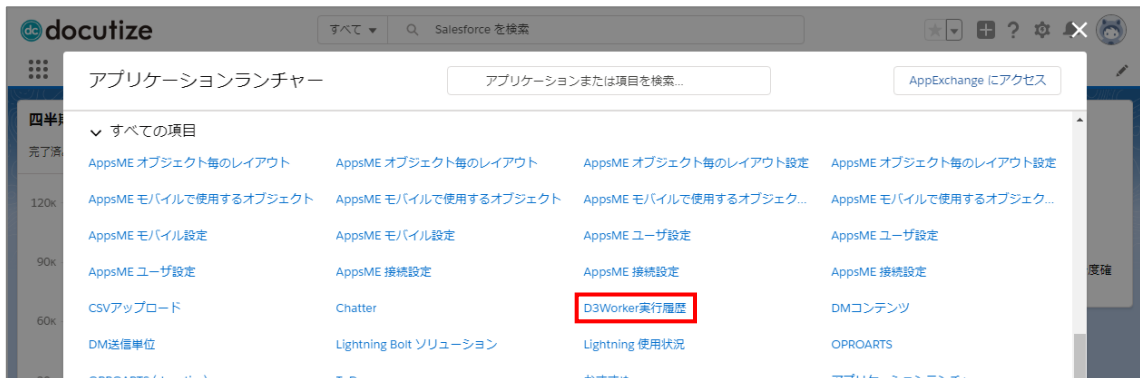 docutize
すべて
Salesforce を検索
アプリケーションランチャー
アプリケーションまたは項目を検索...
AppExchange にアクセス
四半
すべての項目
完了済
AppsME オブジェクト毎のレイアウト
AppsME オブジェクト毎のレイアウト
AppsME オブジェクト毎のレイアウト設定
AppsME オブジェクト毎のレイアウト設定
120K
AppsME モバイルで使用するオブジェクト
AppsME モバイルで使用するオブジェクト
AppsME モバイルで使用するオブジェク...
AppsME モバイルで使用するオブジェク...
AppsME モバイル設定
AppsME モバイル設定
AppsME ユーザ設定
AppsME ユーザ設定
90K
AppsME ユーザ設定
AppsME 接続設定
AppsME 接続設定
AppsME 接続設定
度確
CSVアップロード
Chatter
D3Worker実行履歴
DMコンテンツ
60K
DM送信単位
Lightning Bolt ソリューション
Lightning 使用状況
OPROARTS